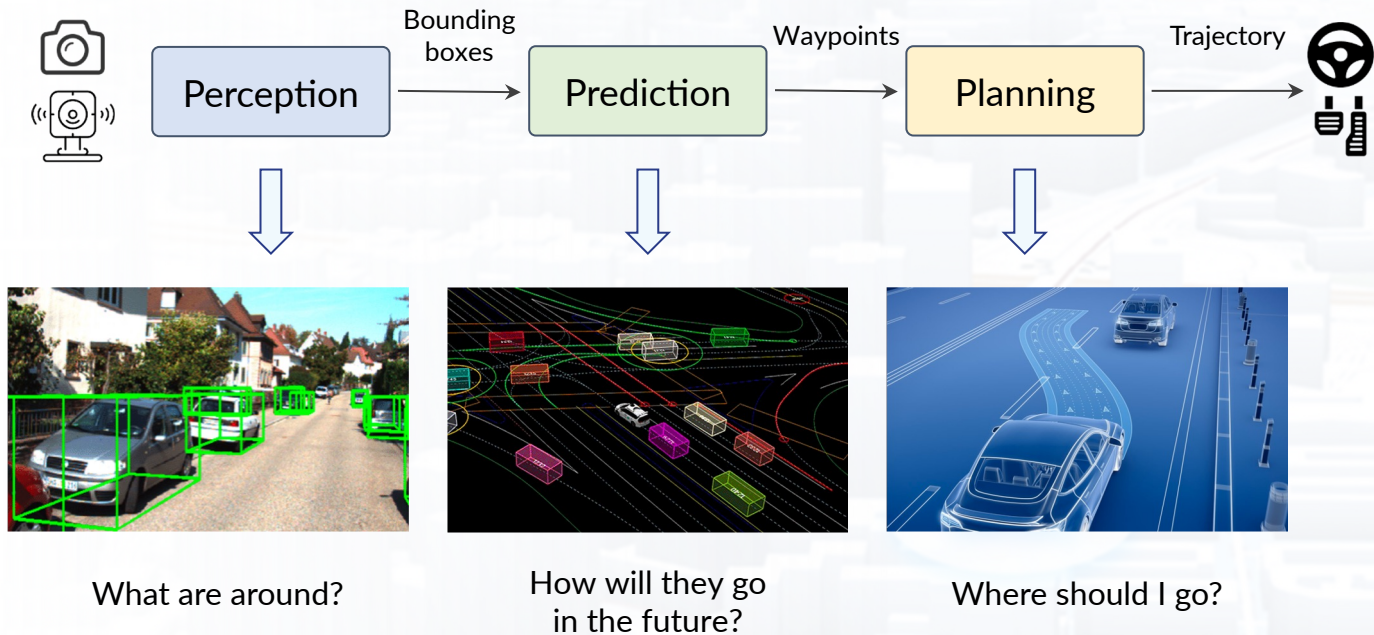 Bounding
boxes
Waypoints
Trajectory
Perception
Prediction
Planning
What are around?
How will they go
in the future?
Where should I go?